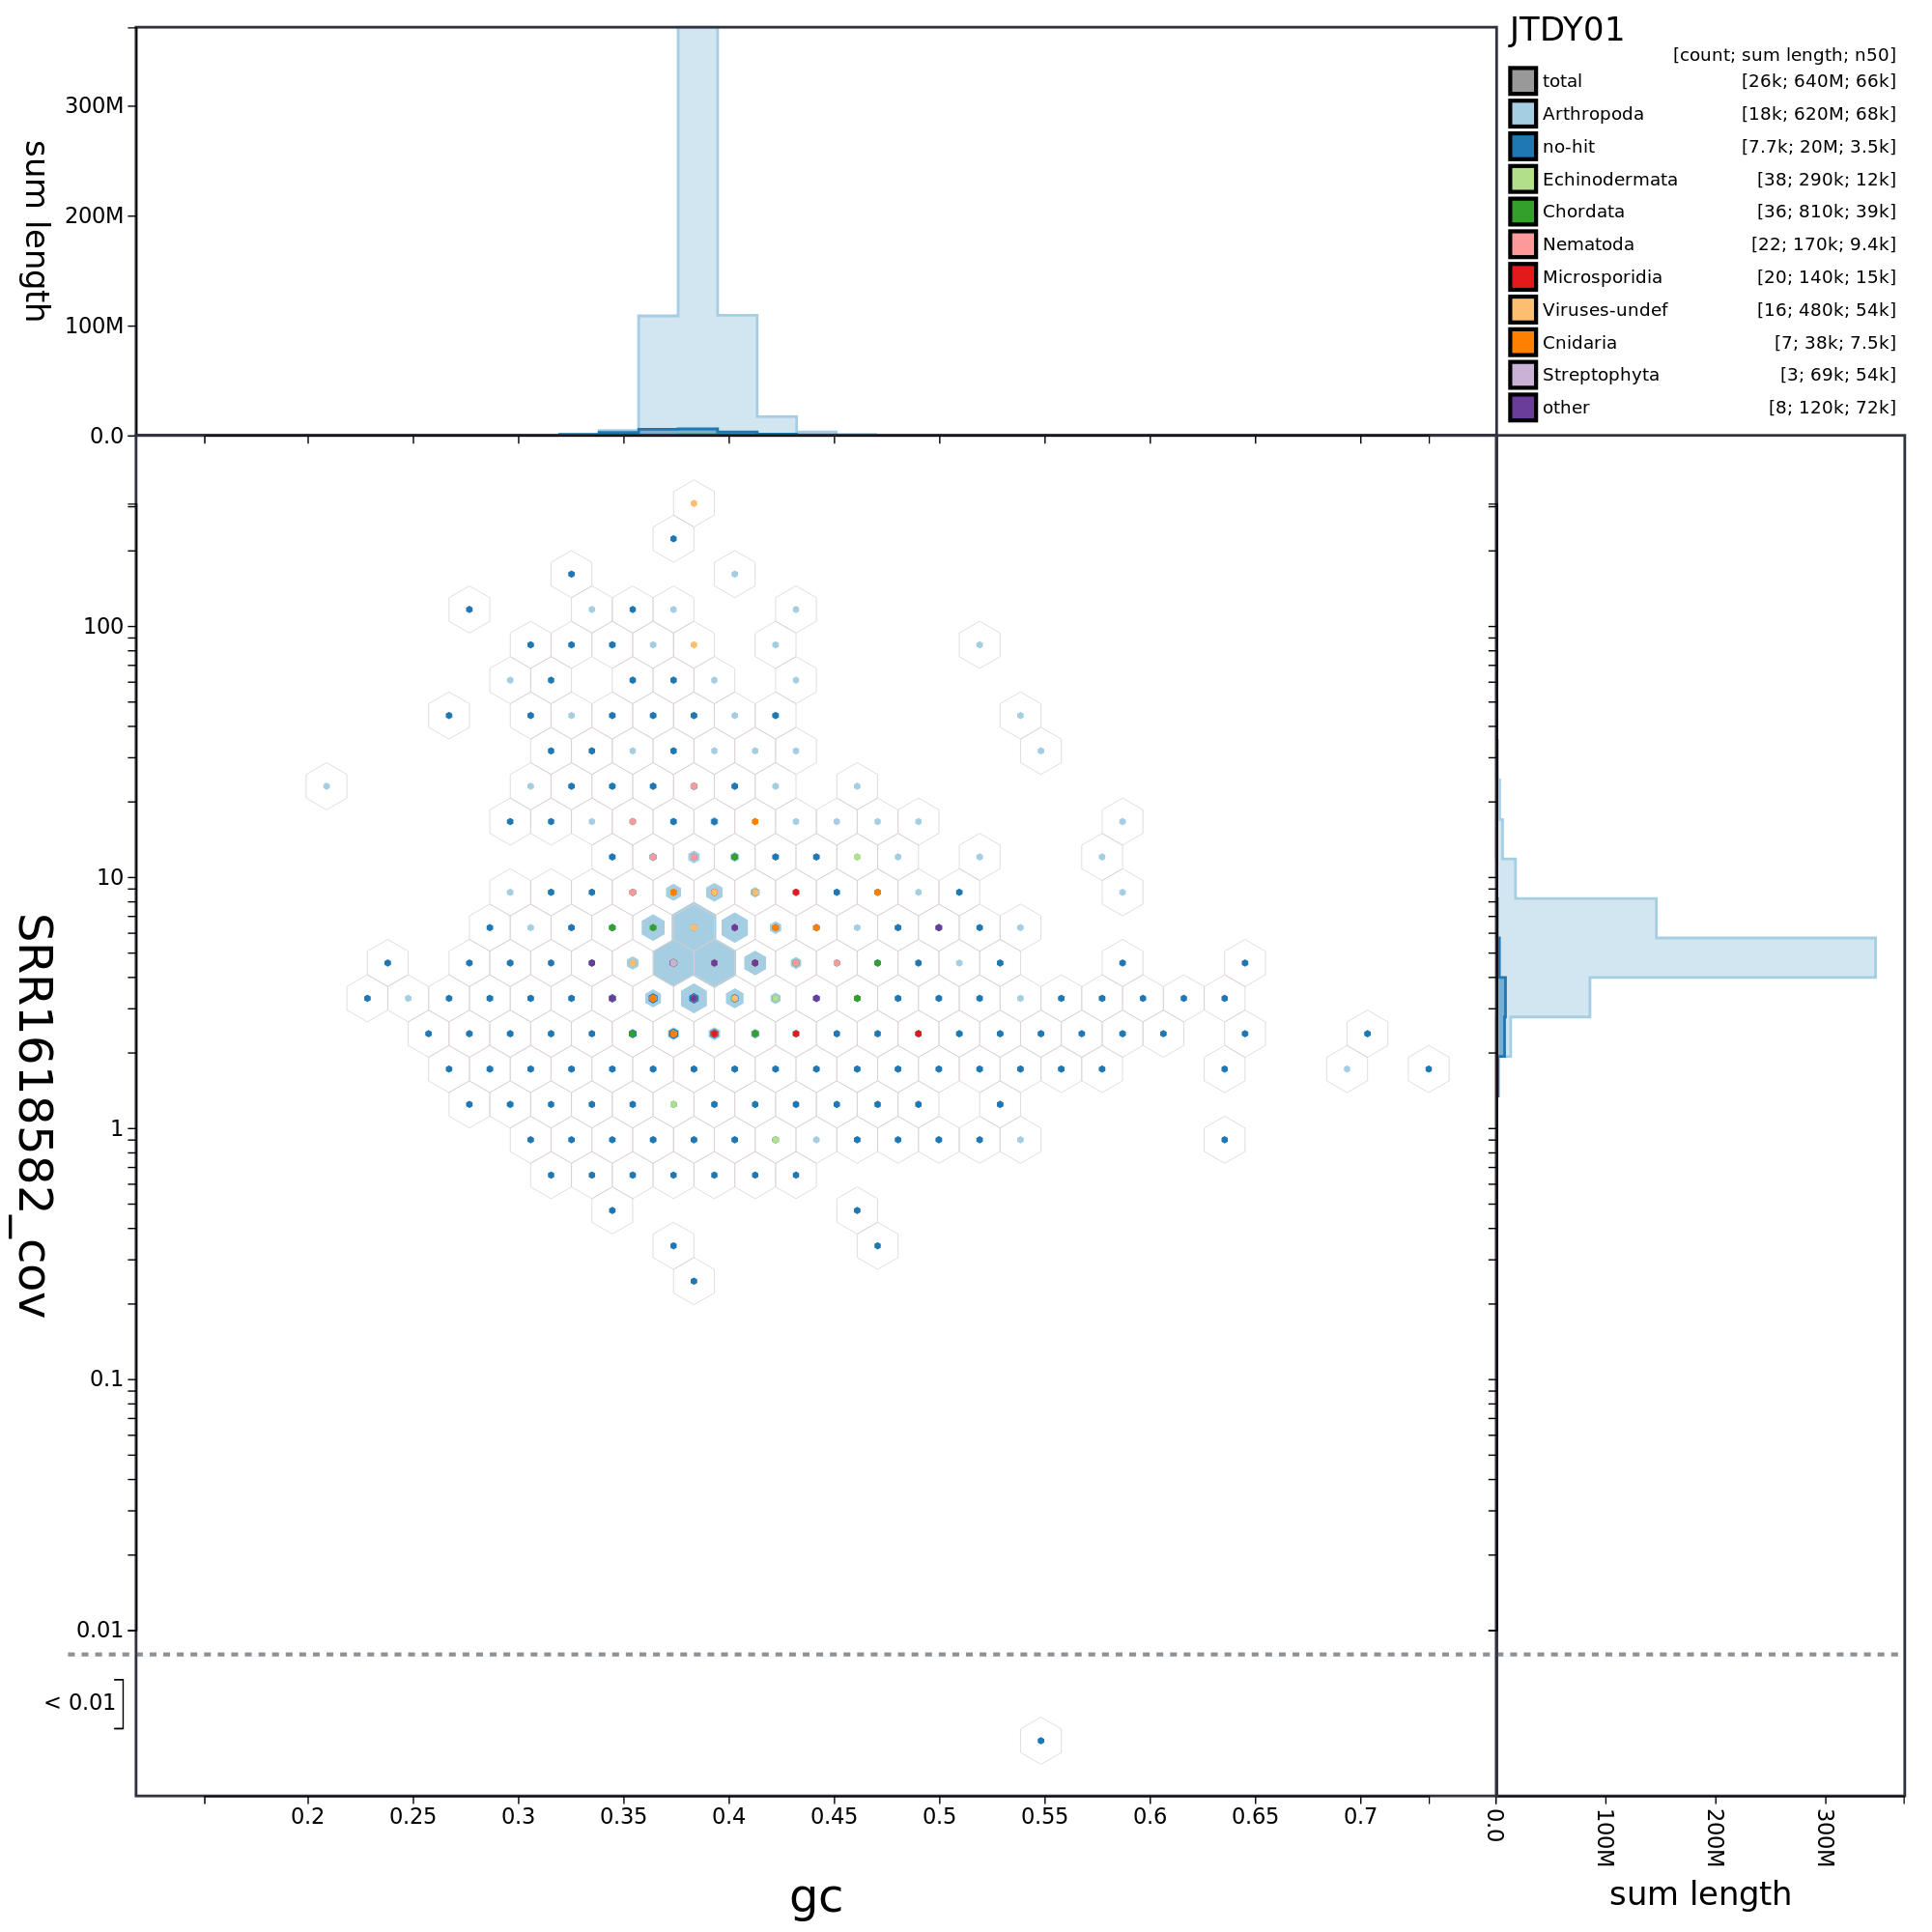 JTDY01
[count; sum length; n50]
total [26k; 640M; 66k]
Arthropoda [18k; 620M; 68k]
no-hit [7.7k; 20M; 3.5k]
Echinodermata [38; 290k; 12k]
Chordata [36; 810k; 39k]
Nematoda [22; 170k; 9.4k]
Microsporidia [20; 140k; 15k]
Viruses-undef [16; 480k; 54k]
Cnidaria [7; 38k; 7.5k]
Streptophyta [3; 69k; 54k]
other [8; 120k; 72k]
sum length
300M
200M
100M
0.0
SRR1618582_cov
100
10
1
0.1
0.01
< 0.01
0.2 0.25 0.3 0.35 0.4 0.45 0.5 0.55 0.6 0.65 0.7
gc
0.0 100M 200M 300M
sum length